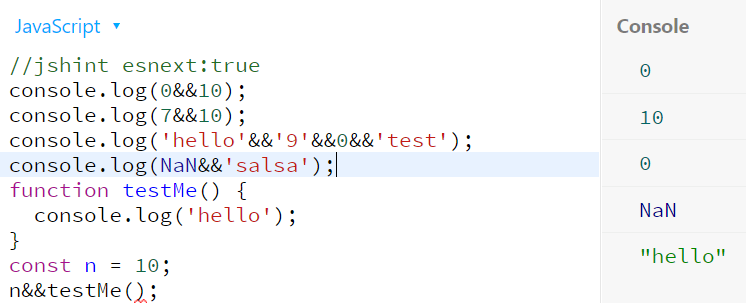 JavaScript
//jshint esnext:true
console.log(0&&10);
console.log(7&&10);
console.log('hello'&&'9'&&0&&'test');
console.log(NaN&&'salsa');
function testMe() {
  console.log('hello');
}
const n = 10;
n&&testMe();
Console
0
10
0
NaN
"hello"